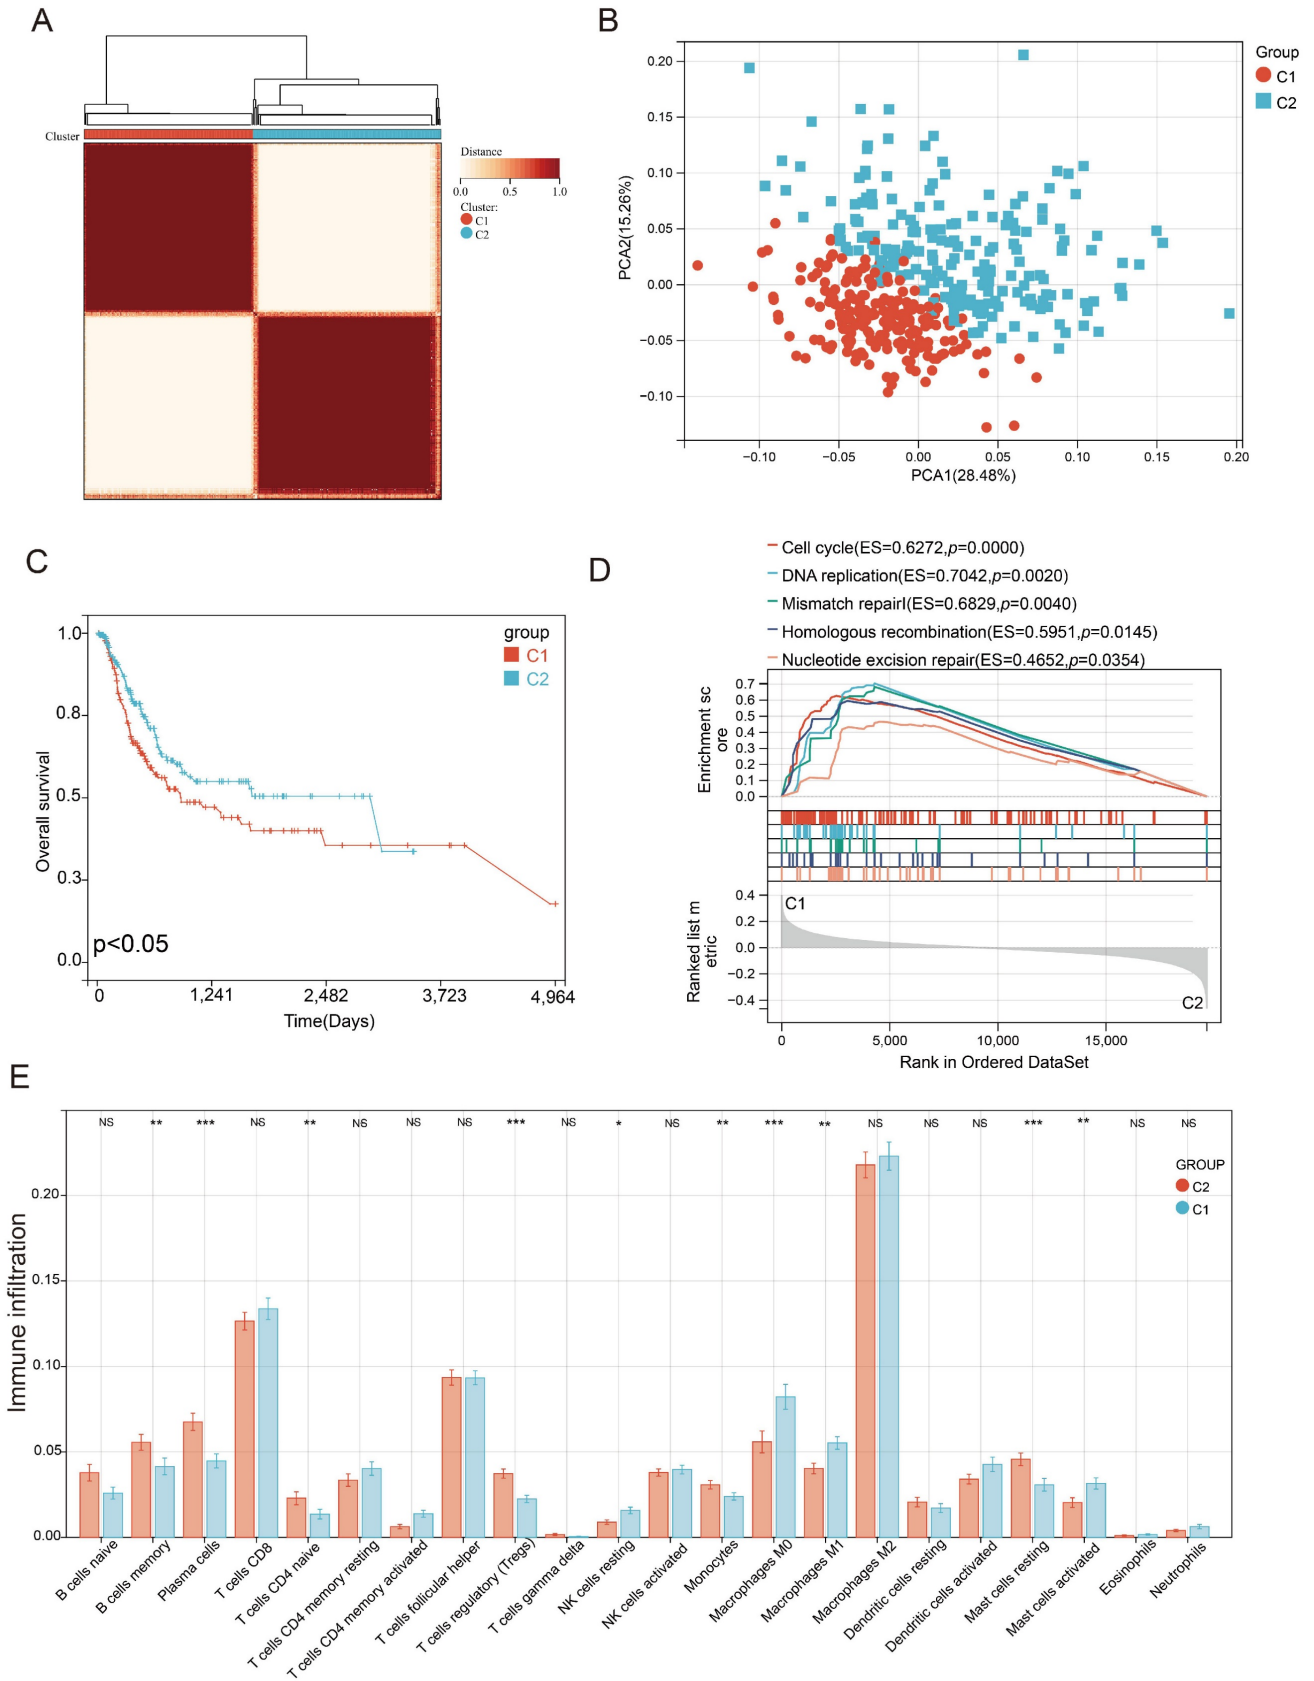 A
Cluster
Distance
0.0 0.5 1.0
Cluster:
C1
C2
B
Group
C1
C2
0.20
0.15
0.10
0.05
0.00
−0.05
−0.10
PCA2(15.26%)
−0.10 −0.05 0.00 0.05 0.10 0.15 0.20
PCA1(28.48%)
C
group
C1
C2
1.0
0.8
0.5
0.3
0.0
Overall survival
p<0.05
0 1,241 2,482 3,723 4,964
Time(Days)
D
Cell cycle(ES=0.6272,p=0.0000)
DNA replication(ES=0.7042,p=0.0020)
Mismatch repairl(ES=0.6829,p=0.0040)
Homologous recombination(ES=0.5951,p=0.0145)
Nucleotide excision repair(ES=0.4652,p=0.0354)
0.7
0.6
0.5
0.4
0.3
0.2
0.1
0.0
Enrichment sc
ore
0.4
0.2
0.0
−0.2
−0.4
Ranked list m
etric
C1
C2
0 5,000 10,000 15,000
Rank in Ordered DataSet
E
NS ** *** NS ** NS NS NS *** NS * NS ** *** ** NS NS NS *** ** NS NS
GROUP
C2
C1
0.20
0.15
0.10
0.05
0.00
Immune infiltration
B cells naive
B cells memory
Plasma cells
T cells CD8
T cells CD4 naive
T cells CD4 memory resting
T cells CD4 memory activated
T cells follicular helper
T cells regulatory (Tregs)
T cells gamma delta
NK cells resting
NK cells activated
Monocytes
Macrophages M0
Macrophages M1
Macrophages M2
Dendritic cells resting
Dendritic cells activated
Mast cells resting
Mast cells activated
Eosinophils
Neutrophils